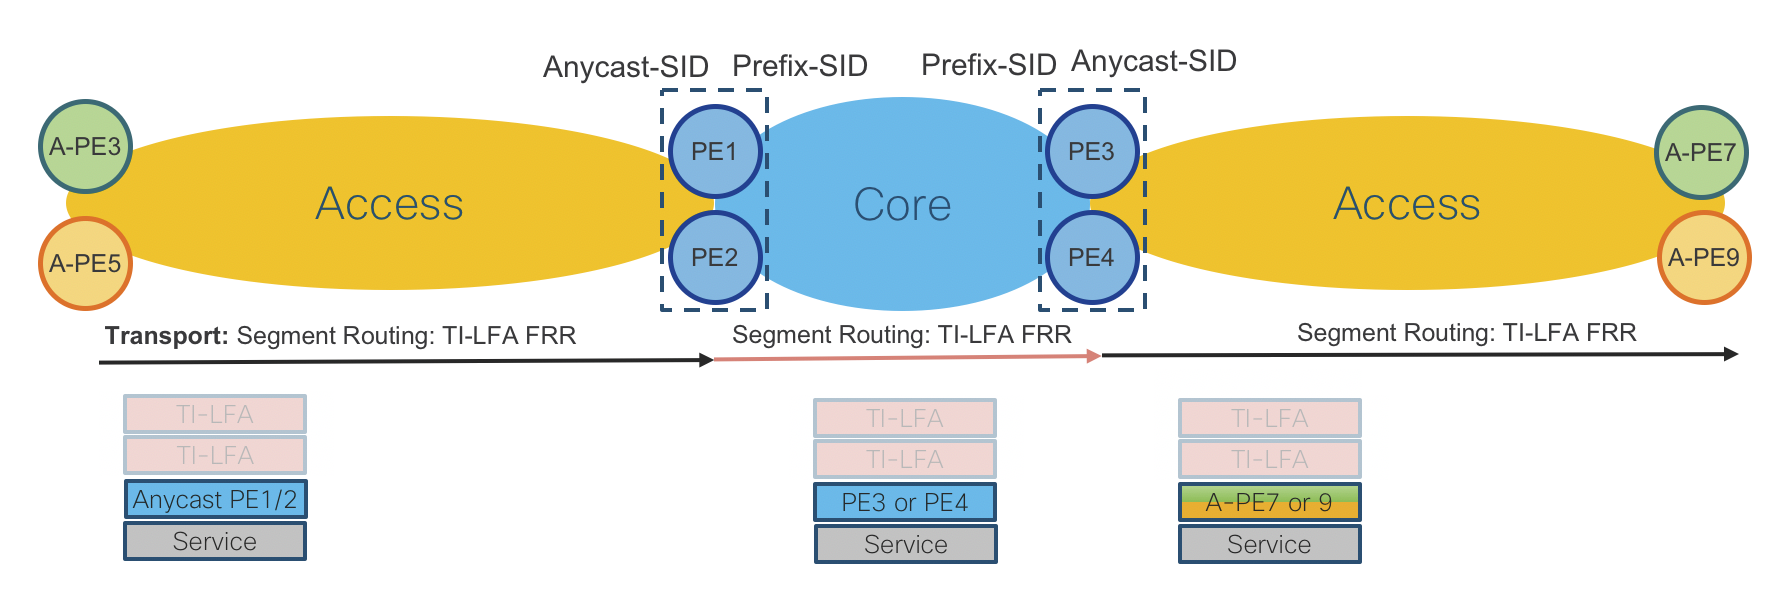 Anycast-SID
Prefix-SID
Prefix-SID
Anycast-SID
A-PE3
PE1
PE3
A-PE7
Access
Core
Access
A-PE5
PE2
PE4
A-PE9
Transport: Segment Routing: TI-LFA FRR
Segment Routing: TI-LFA FRR
Segment Routing: TI-LFA FRR
TI-LFA
TI-LFA
Anycast PE1/2
Service
TI-LFA
TI-LFA
PE3 or PE4
Service
TI-LFA
TI-LFA
A-PE7 or 9
Service